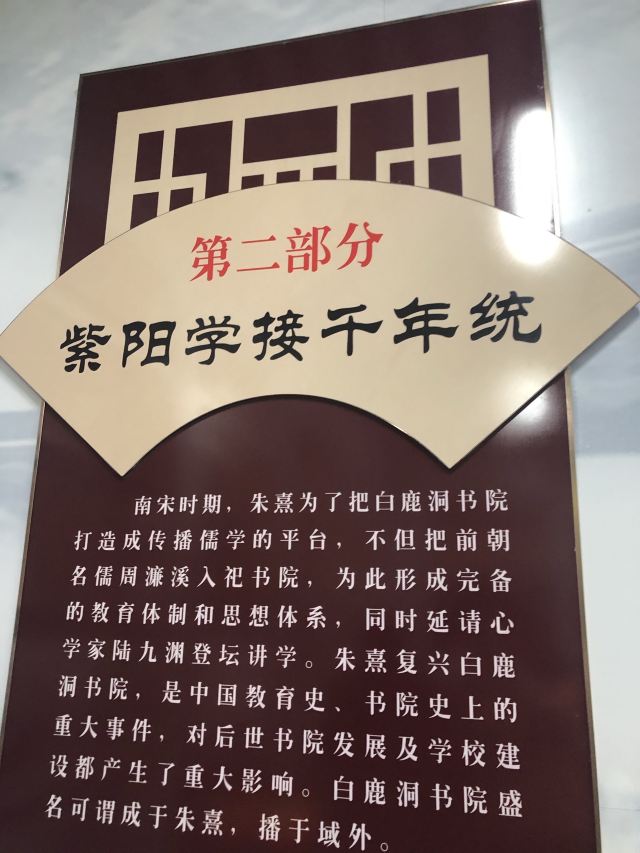 第二部分
紫阳学接千年统
南宋时期，朱熹为了把白鹿洞书院
打造成传播儒学的平台，不但把前朝
名儒周濂溪入祀书院，为此形成完备
的教育体制和思想体系，同时延请心
学家陆九渊登坛讲学。朱熹复兴白鹿
洞书院，是中国教育史、书院史上的
重大事件，对后世书院发展及学校建
设都产生了重大影响。白鹿洞书院盛
名可谓成于朱熹，播于域外。